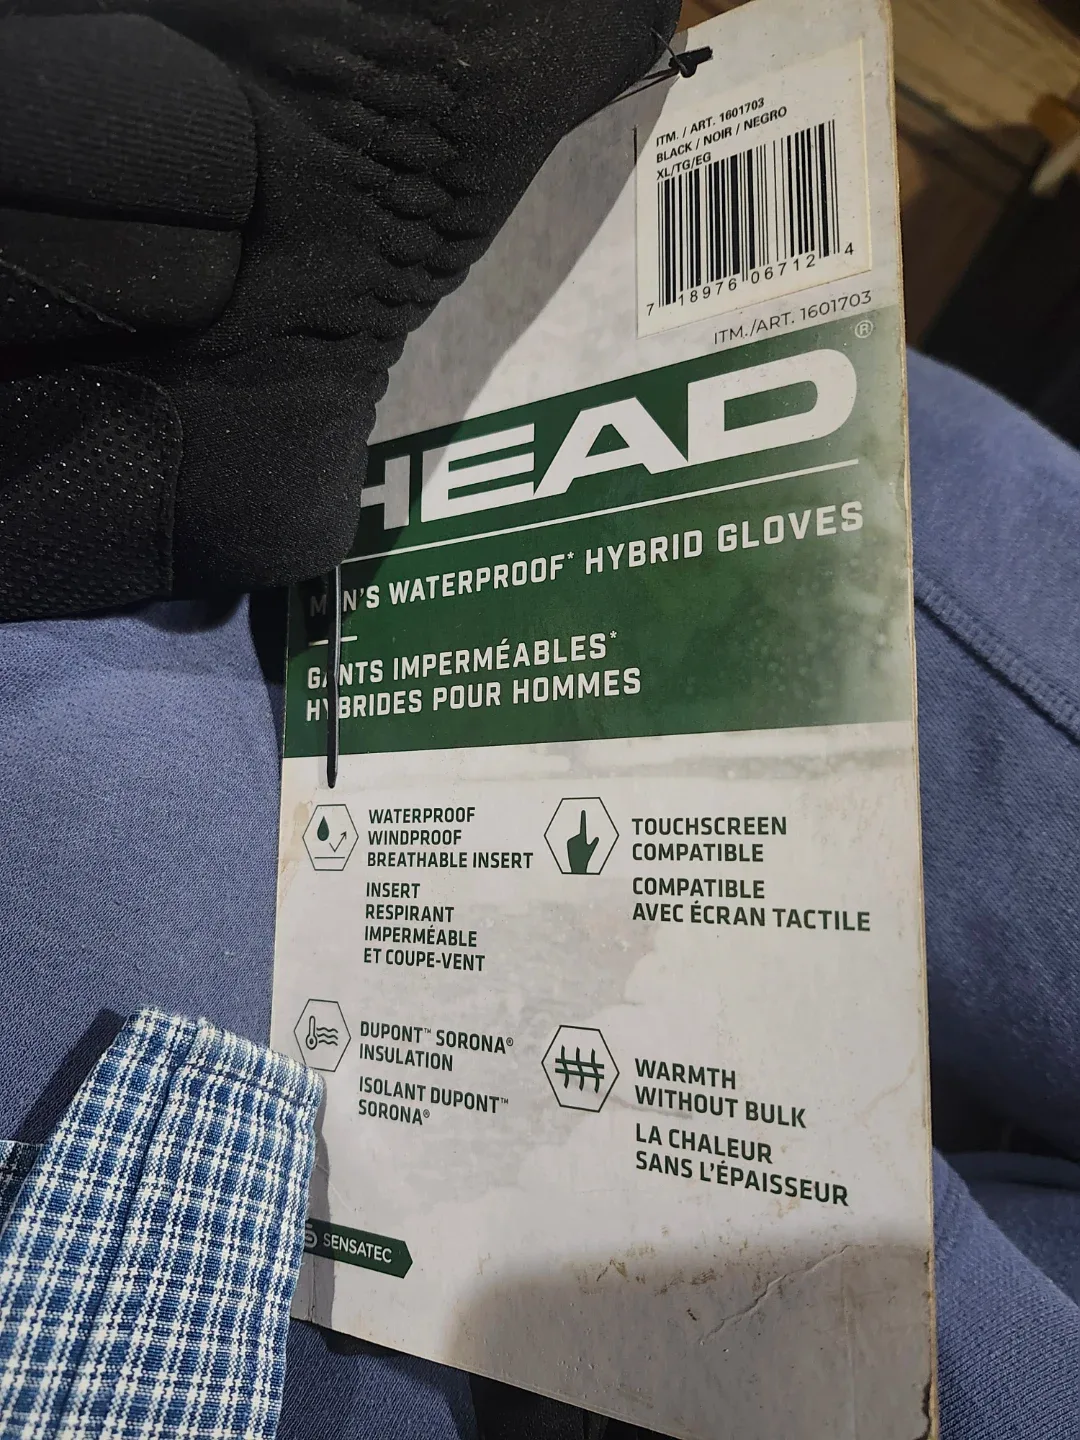 ITM. / ART. 1601703
BLACK / NOIR / NEGRO
XL/TG/EG
7 18976 06712 4
ITM./ART. 1601703
HEAD®
MEN'S WATERPROOF* HYBRID GLOVES
GANTS IMPERMÉABLES*
HYBRIDES POUR HOMMES
WATERPROOF
WINDPROOF
BREATHABLE INSERT
INSERT
RESPIRANT
IMPERMÉABLE
ET COUPE-VENT
TOUCHSCREEN
COMPATIBLE
COMPATIBLE
AVEC ÉCRAN TACTILE
DUPONT™ SORONA®
INSULATION
ISOLANT DUPONT™
SORONA®
WARMTH
WITHOUT BULK
LA CHALEUR
SANS L'ÉPAISSEUR
SENSATEC